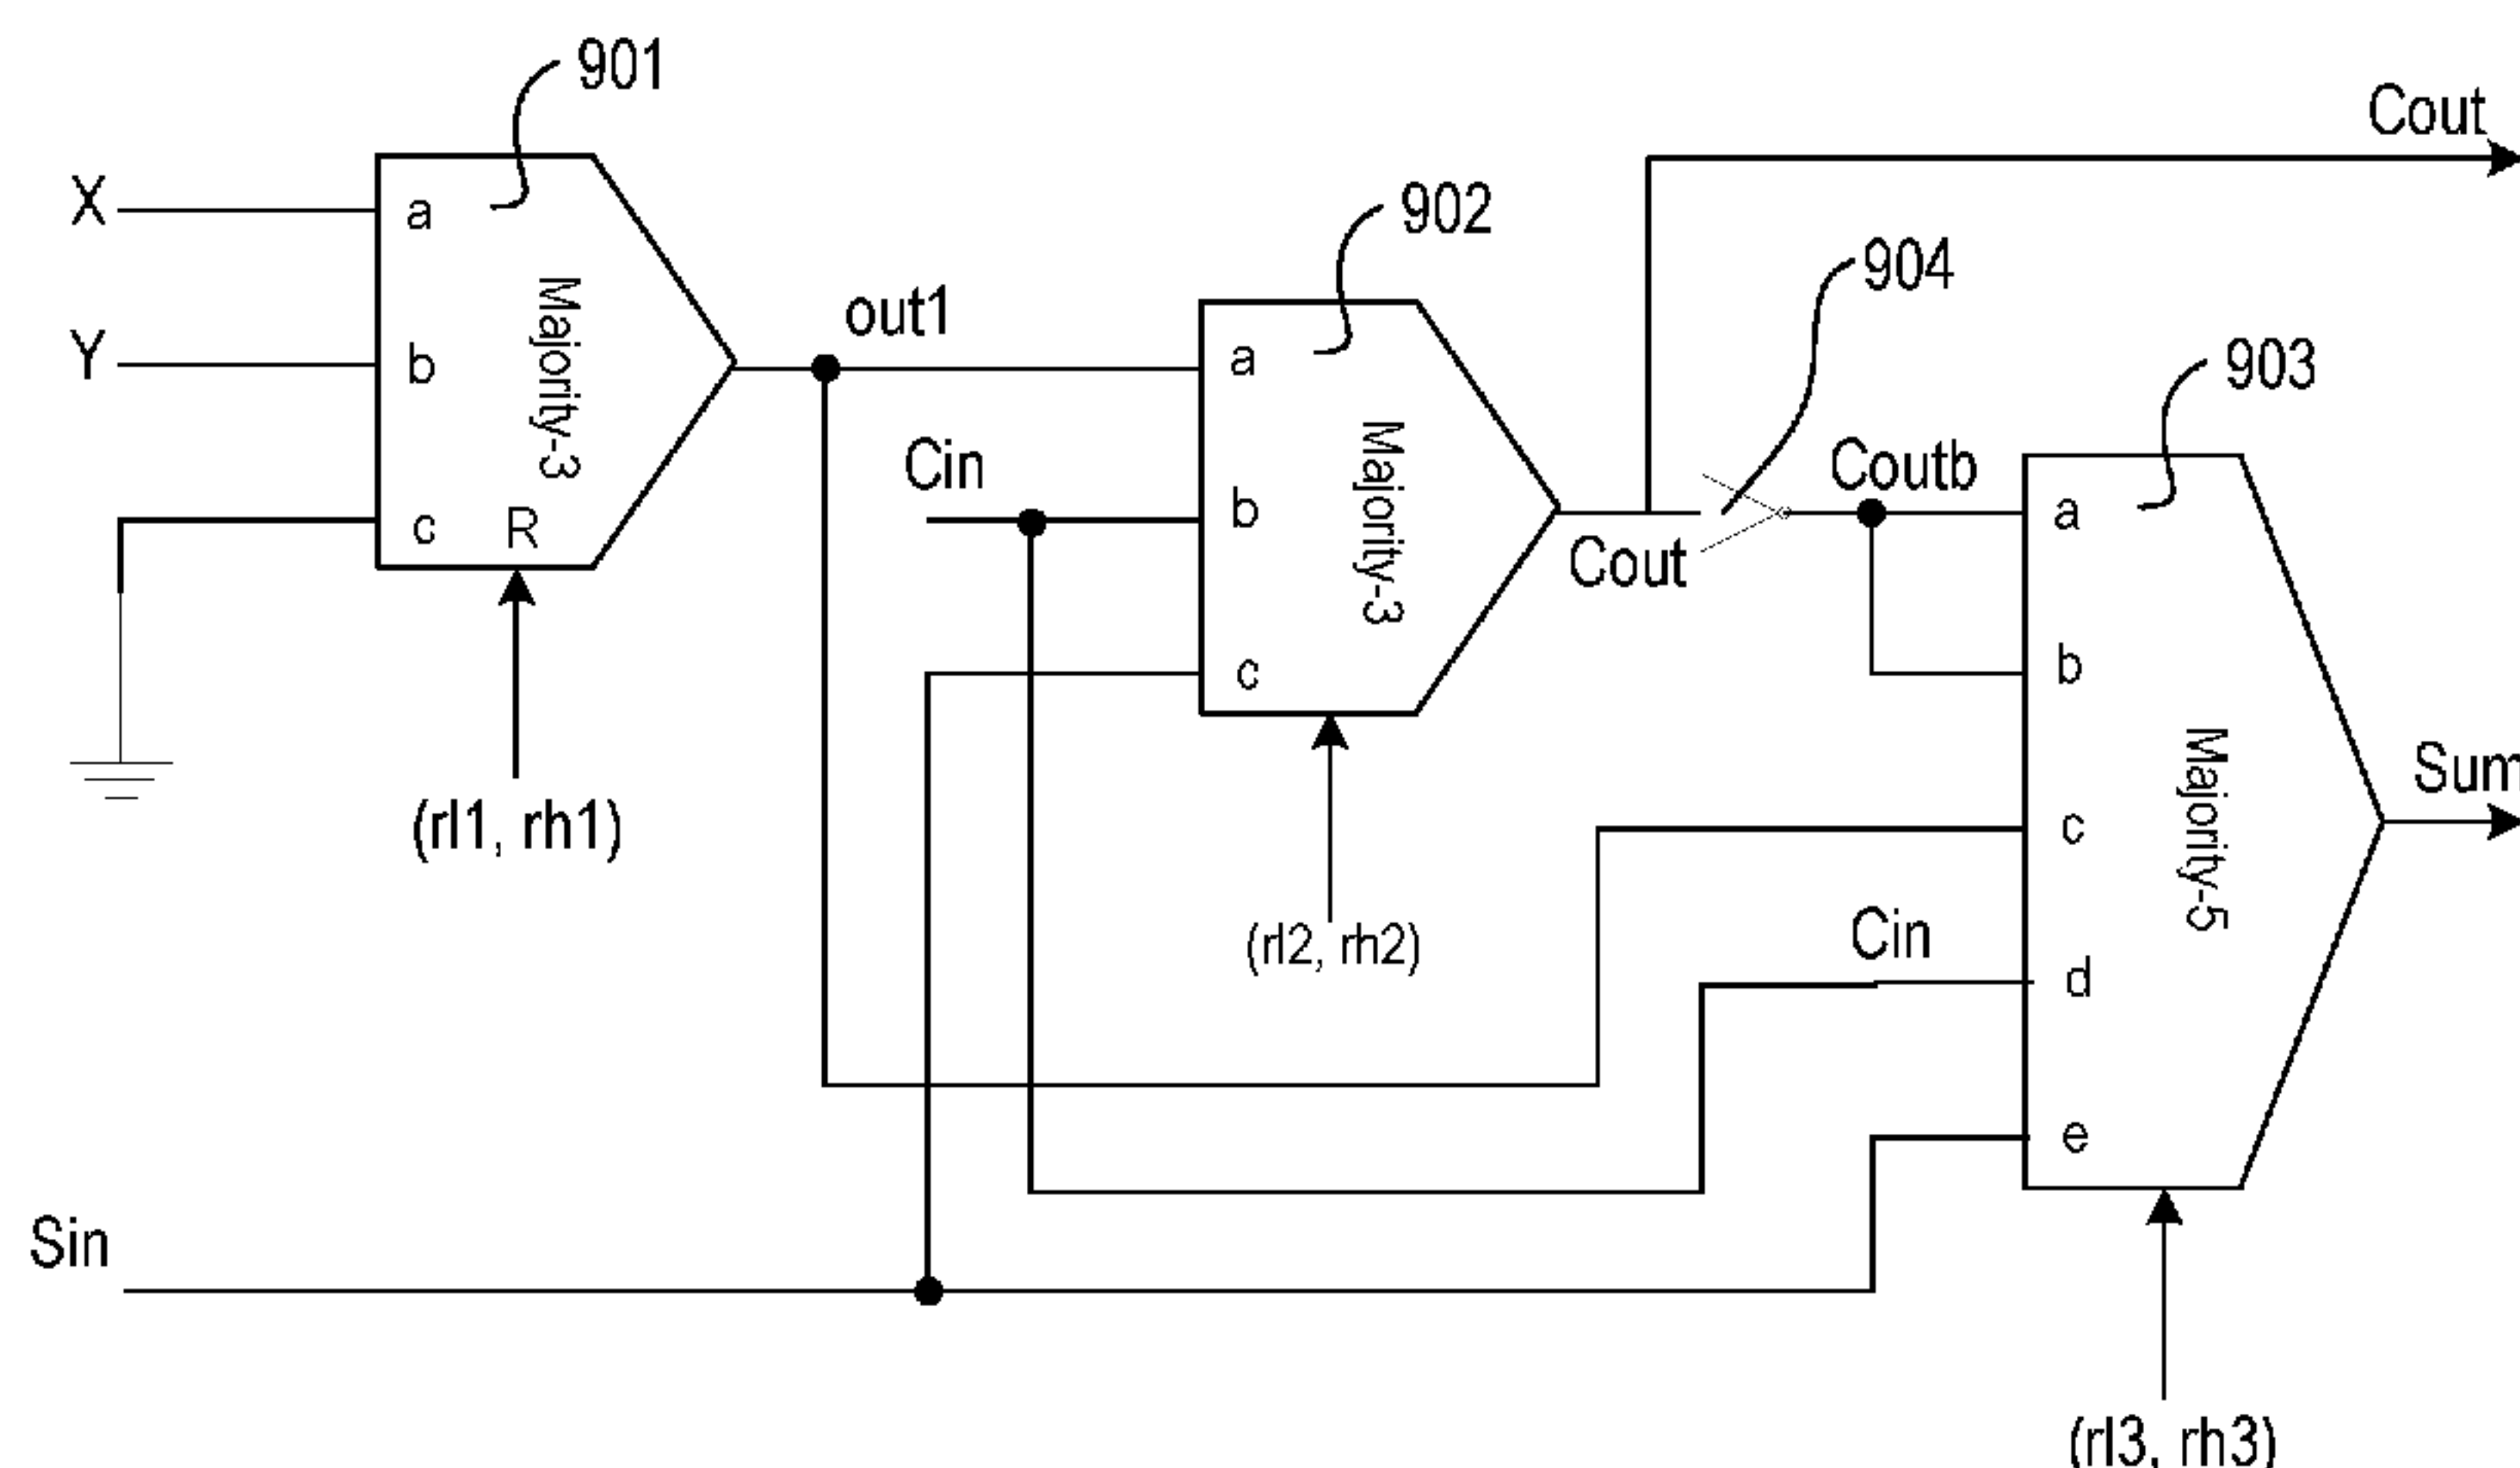 901
Cout
X
a
902
904
Majority-3
out1
903
Y
b
a
Majority-3
Cin
Coutb
c
R
b
a
Cout
c
b
(rl1, rh1)
Majority-5
Sum
c
(rl2, rh2)
Cin
d
e
Sin
(rl3, rh3)